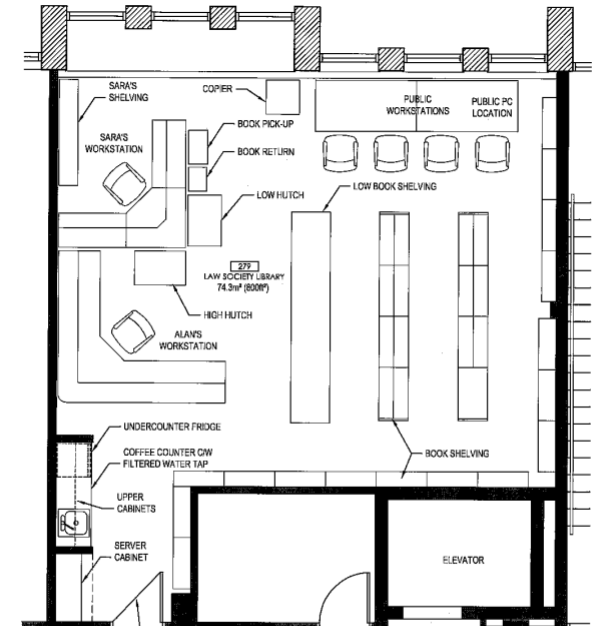 SARA'S
SHELVING
COPIER
PUBLIC
WORKSTATIONS
PUBLIC PC
LOCATION
BOOK PICK-UP
SARA'S
WORKSTATION
BOOK RETURN
LOW HUTCH
LOW BOOK SHELVING
279
LAW SOCIETY LIBRARY
74.3m² (800ft²)
HIGH HUTCH
ALAN'S
WORKSTATION
UNDERCOUNTER FRIDGE
COFFEE COUNTER C/W
FILTERED WATER TAP
BOOK SHELVING
UPPER
CABINETS
SERVER
CABINET
ELEVATOR